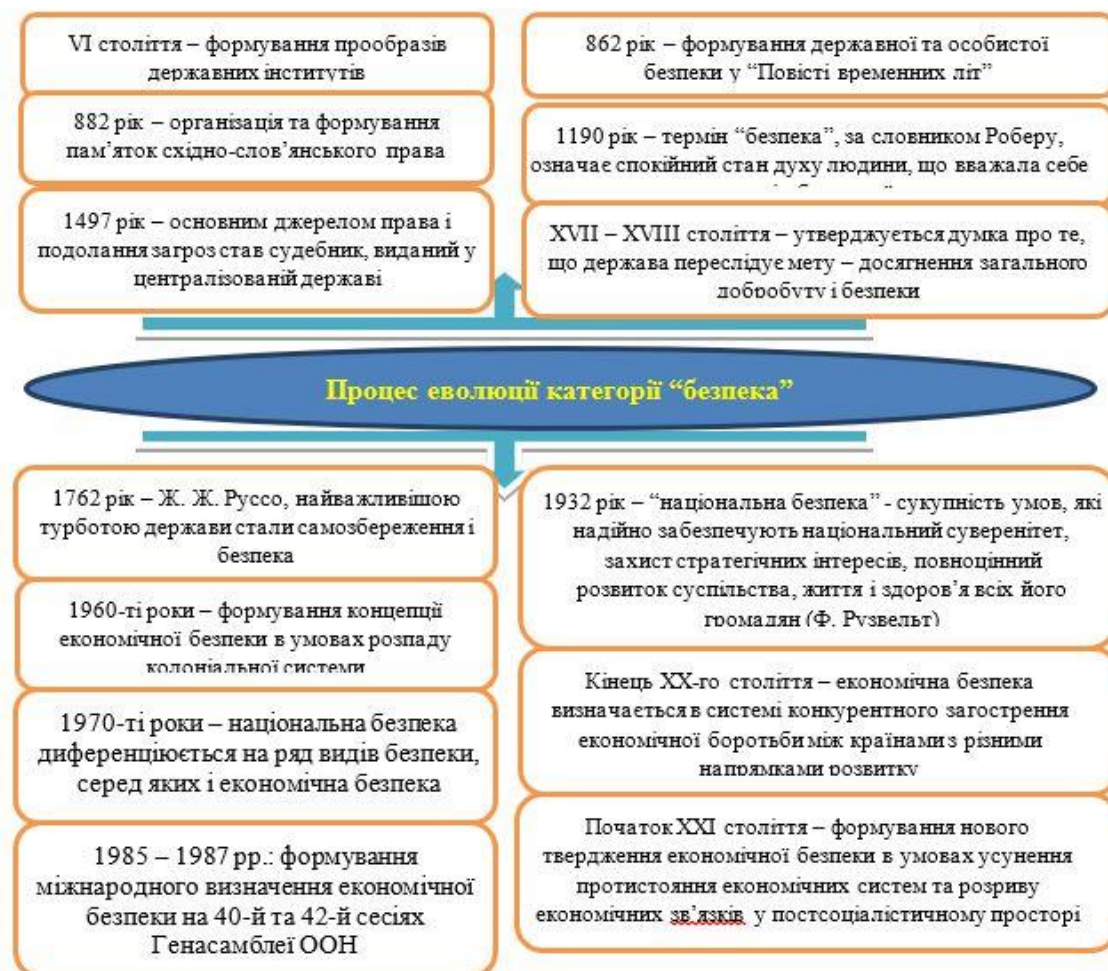 VI століття – формування прообразів
державних інститутів
882 рік – організація та формування
пам’яток східно-слов’янського права
1497 рік – основним джерелом права і
подолання загроз став судебник, виданий у
централізованій державі
862 рік – формування державної та особистої
безпеки у “Повісті временних літ”
1190 рік – термін “безпека”, за словником Роберу,
означає спокійний стан духу людини, що вважала себе
XVII – XVIII століття – утверджується думка про те,
що держава переслідує мету – досягнення загального
добробуту і безпеки
Процес еволюції категорії “безпека”
1762 рік – Ж. Ж. Руссо, найважливішою
турботою держави стали самозбереження і
безпека
1960-ті роки – формування концепції
економічної безпеки в умовах розпаду
колоніальної системи
1970-ті роки – національна безпека
диференціюється на ряд видів безпеки,
серед яких і економічна безпека
1985 – 1987 рр.: формування
міжнародного визначення економічної
безпеки на 40-й та 42-й сесіях
Генасамблеї ООН
1932 рік – “національна безпека” - сукупність умов, які
надійно забезпечують національний суверенітет,
захист стратегічних інтересів, повноцінний
розвиток суспільства, життя і здоров’я всіх його
громадян (Ф. Рузвельт)
Кінець XX-го століття – економічна безпека
визначається в системі конкурентного загострення
економічної боротьби між країнами з різними
напрямками розвитку
Початок XXI століття – формування нового
твердження економічної безпеки в умовах усунення
протистояння економічних систем та розриву
економічних зв’язків у постсоціалістичному просторі